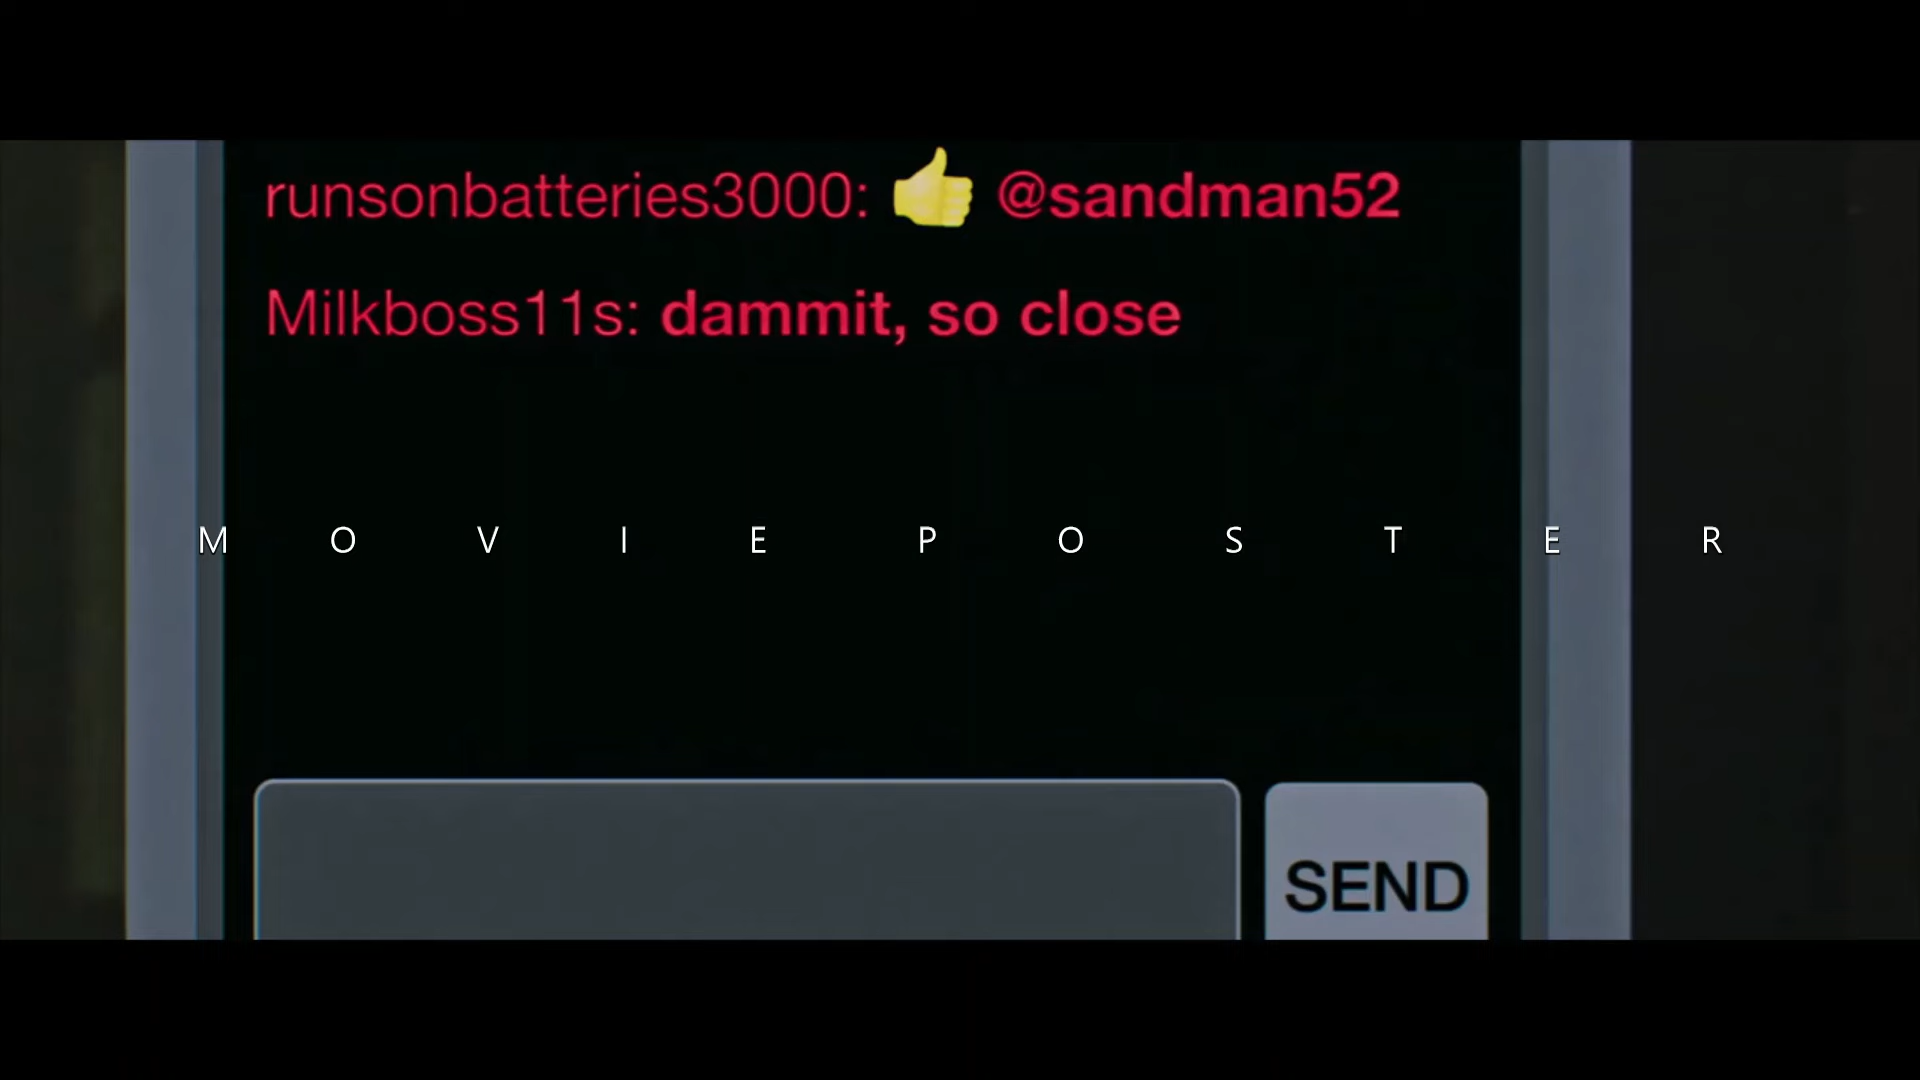 runsonbatteries3000: 👍 @sandman52
Milkboss11s: dammit, so close
M O V I E P O S T E R
SEND